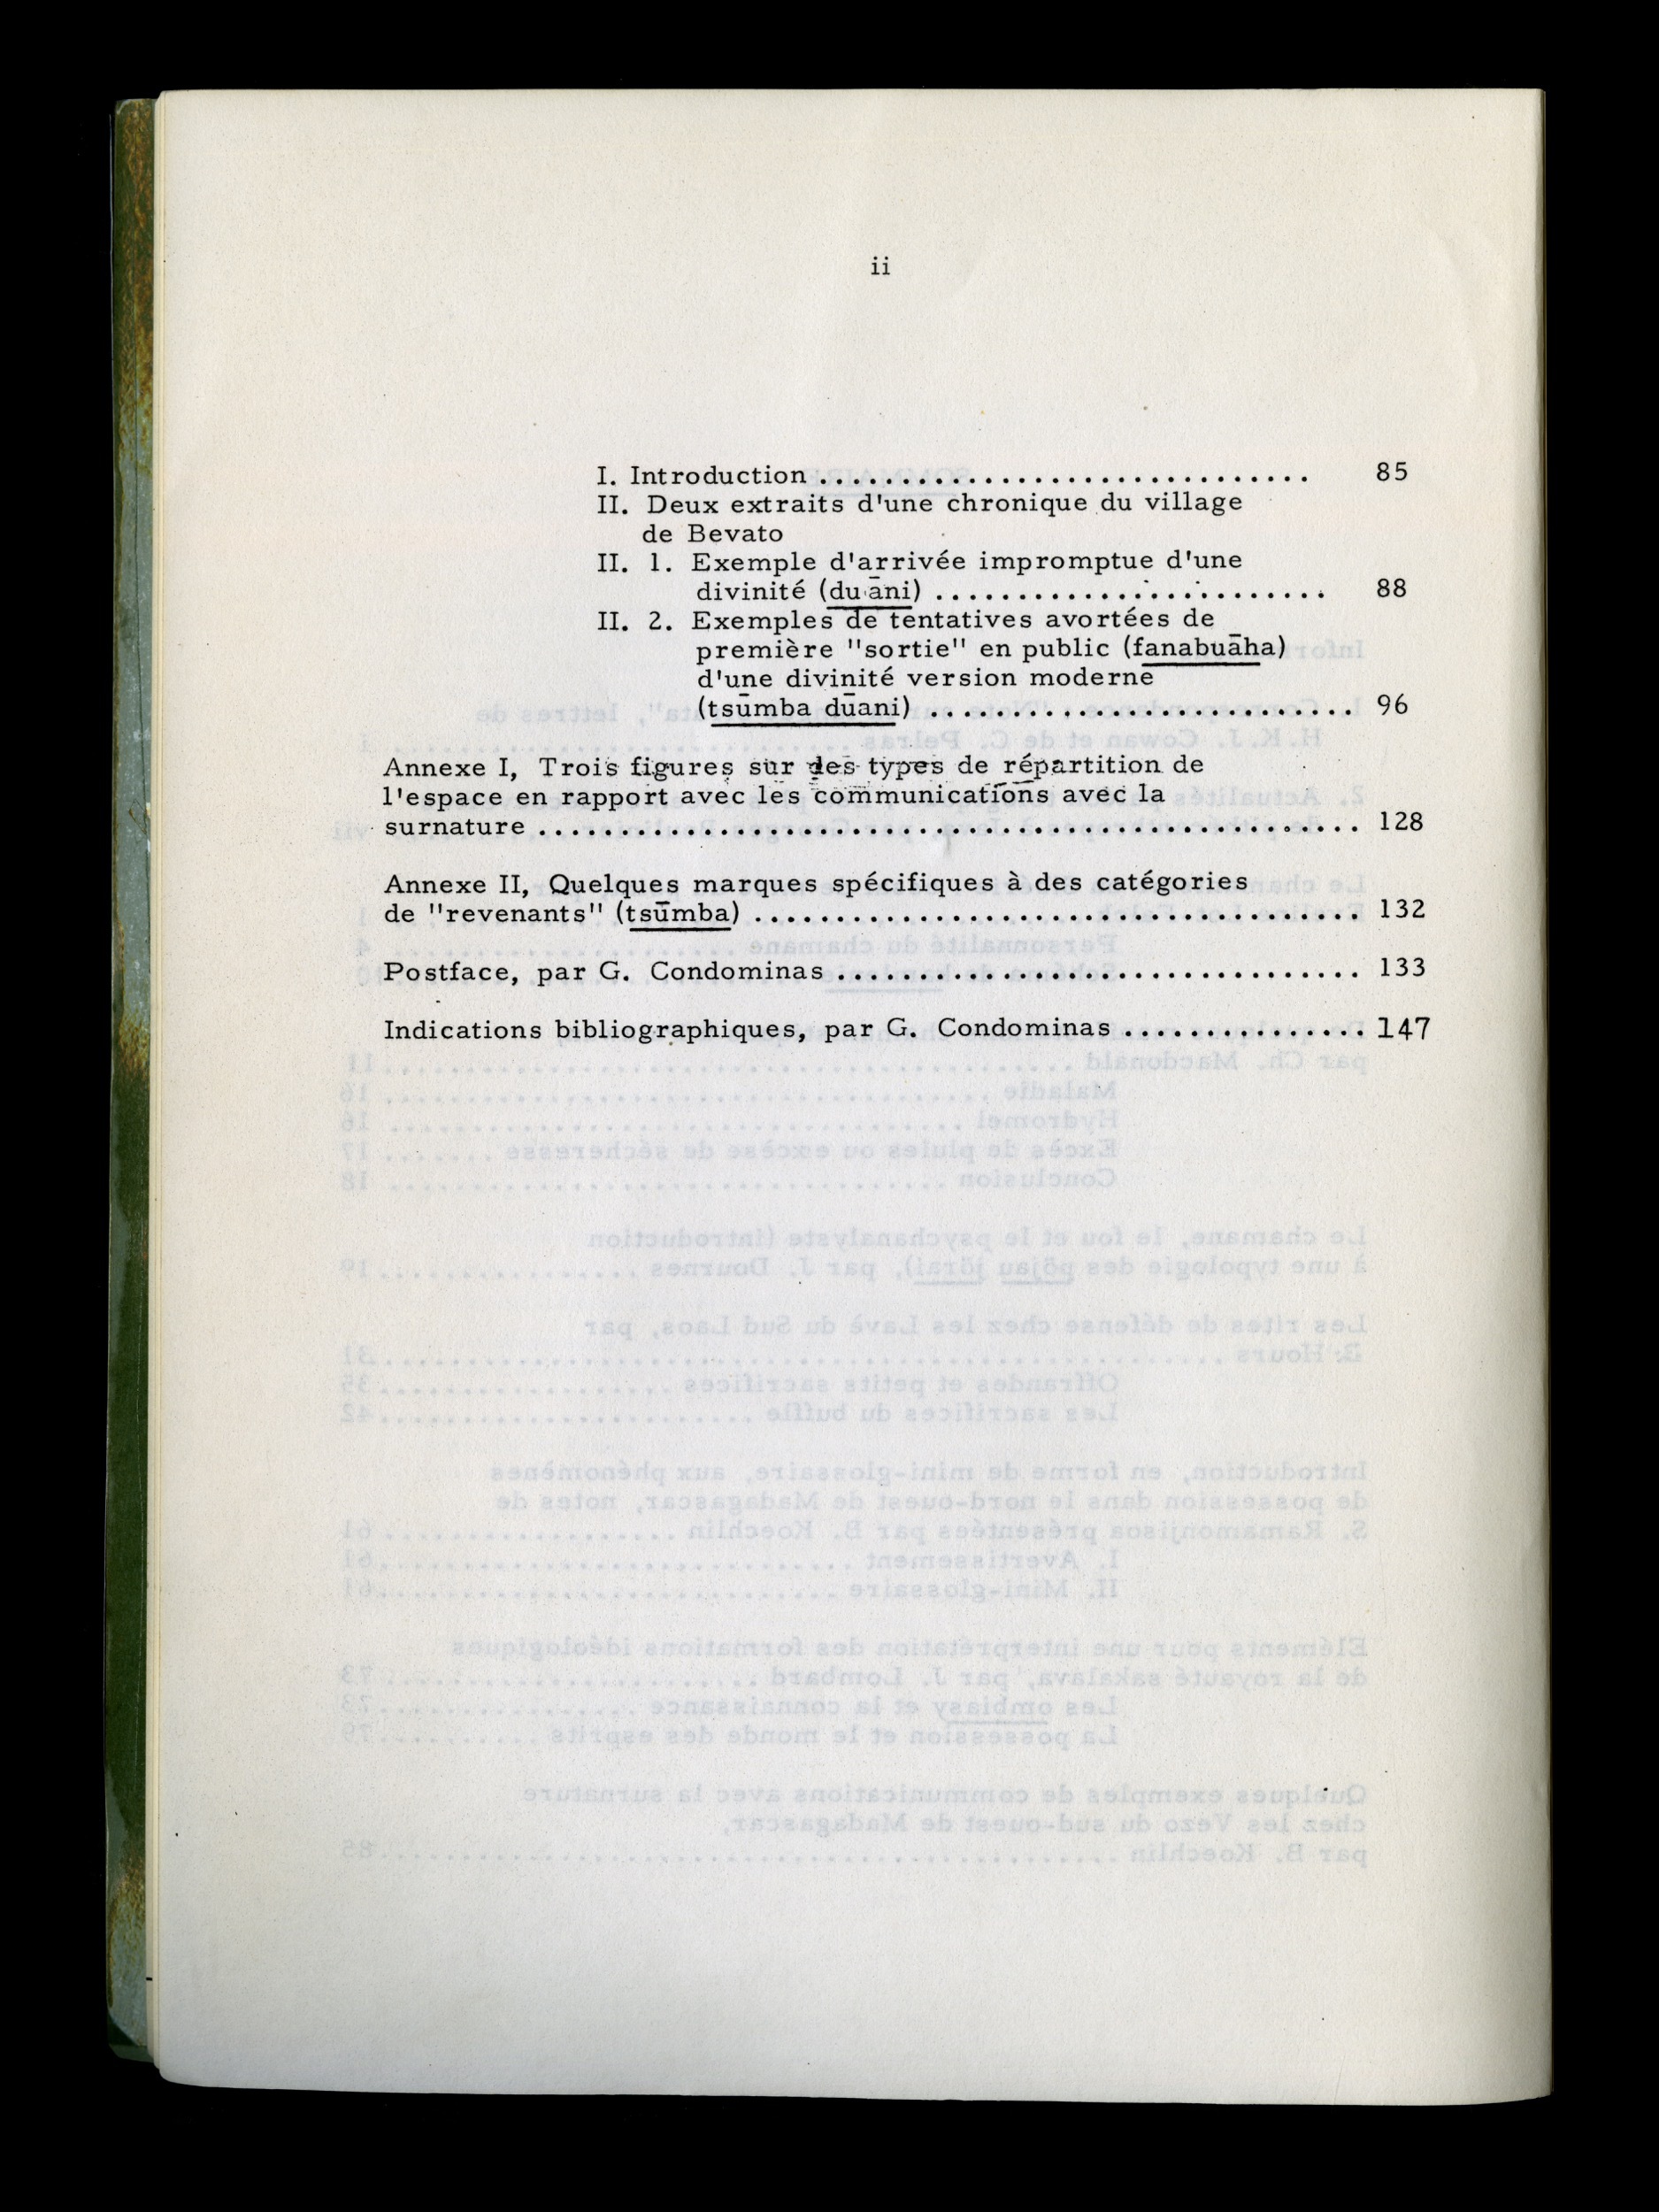 ii
I. Introduction .............................. 85
II. Deux extraits d'une chronique du village
de Bevato
II. 1. Exemple d'arrivée impromptue d'une
divinité (duāni) ........................ 88
II. 2. Exemples de tentatives avortées de
première "sortie" en public (fanabuāha)
d'une divinité version moderne
(tsūmba dūani) .......................... 96
Annexe I, Trois figures sur des types de répartition de
l'espace en rapport avec les communications avec la
surnature .................................................. 128
Annexe II, Quelques marques spécifiques à des catégories
de "revenants" (tsūmba) ..................................... 132
Postface, par G. Condominas ................................ 133
Indications bibliographiques, par G. Condominas ............... 147